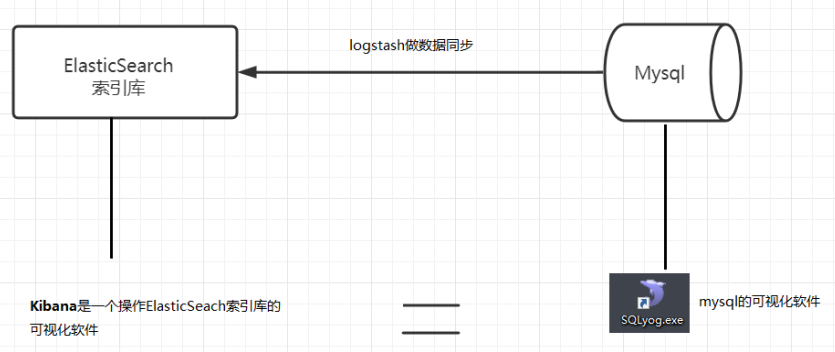 logstash做数据同步
ElasticSearch
索引库
Mysql
Kibana是一个操作ElasticSeach索引库的
可视化软件
SQLyog.exe
mysql的可视化软件